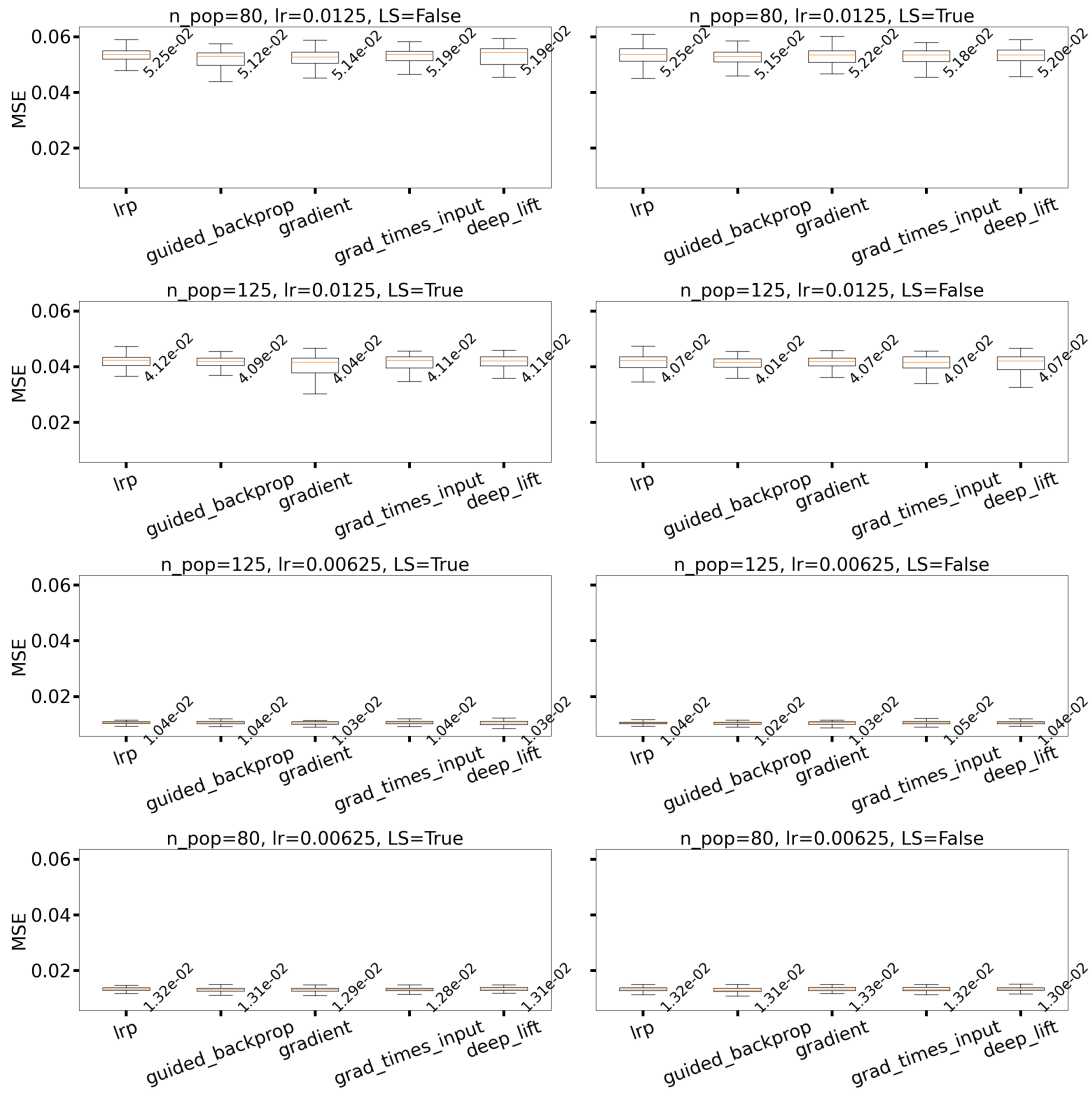 n_pop=80, lr=0.0125, LS=False
MSE
0.06
0.04
0.02
5.25e-02
5.12e-02
5.14e-02
5.19e-02
5.19e-02
lrp
guided_backprop
gradient
grad_times_input
deep_lift
n_pop=80, lr=0.0125, LS=True
5.25e-02
5.15e-02
5.22e-02
5.18e-02
5.20e-02
lrp
guided_backprop
gradient
grad_times_input
deep_lift
n_pop=125, lr=0.0125, LS=True
MSE
0.06
0.04
0.02
4.12e-02
4.09e-02
4.04e-02
4.11e-02
4.11e-02
lrp
guided_backprop
gradient
grad_times_input
deep_lift
n_pop=125, lr=0.0125, LS=False
4.07e-02
4.01e-02
4.07e-02
4.07e-02
4.07e-02
lrp
guided_backprop
gradient
grad_times_input
deep_lift
n_pop=125, lr=0.00625, LS=True
MSE
0.06
0.04
0.02
1.04e-02
1.04e-02
1.03e-02
1.04e-02
1.03e-02
lrp
guided_backprop
gradient
grad_times_input
deep_lift
n_pop=125, lr=0.00625, LS=False
1.04e-02
1.02e-02
1.03e-02
1.05e-02
1.04e-02
lrp
guided_backprop
gradient
grad_times_input
deep_lift
n_pop=80, lr=0.00625, LS=True
MSE
0.06
0.04
0.02
1.32e-02
1.31e-02
1.29e-02
1.28e-02
1.31e-02
lrp
guided_backprop
gradient
grad_times_input
deep_lift
n_pop=80, lr=0.00625, LS=False
1.32e-02
1.31e-02
1.33e-02
1.32e-02
1.30e-02
lrp
guided_backprop
gradient
grad_times_input
deep_lift